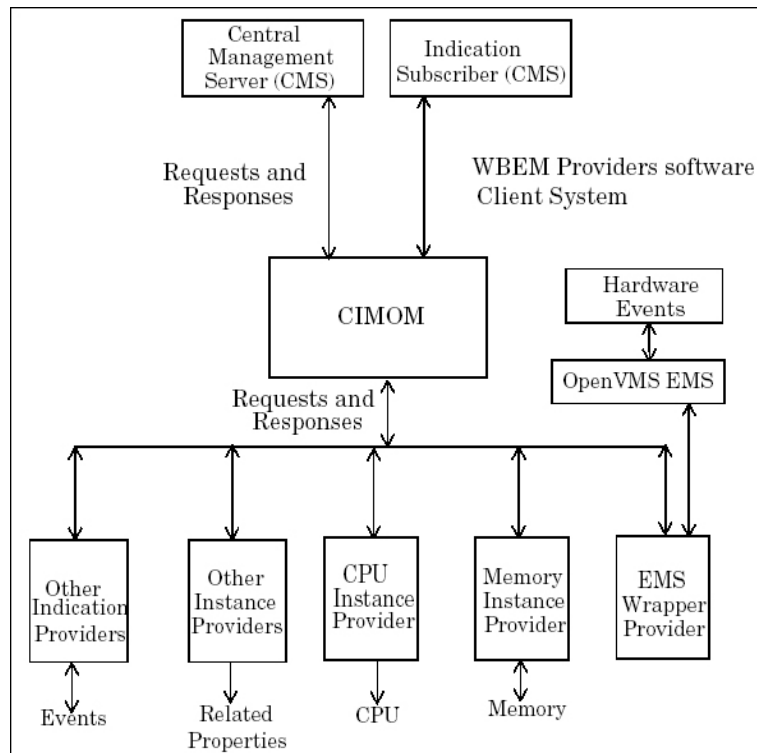 Central
Management
Server (CMS)
Indication
Subscriber (CMS)
Requests and
Responses
WBEM Providers software
Client System
CIMOM
Hardware
Events
OpenVMS EMS
Requests and
Responses
Other
Indication
Providers
Other
Instance
Providers
CPU
Instance
Provider
Memory
Instance
Provider
EMS
Wrapper
Provider
Events
Related
Properties
CPU
Memory